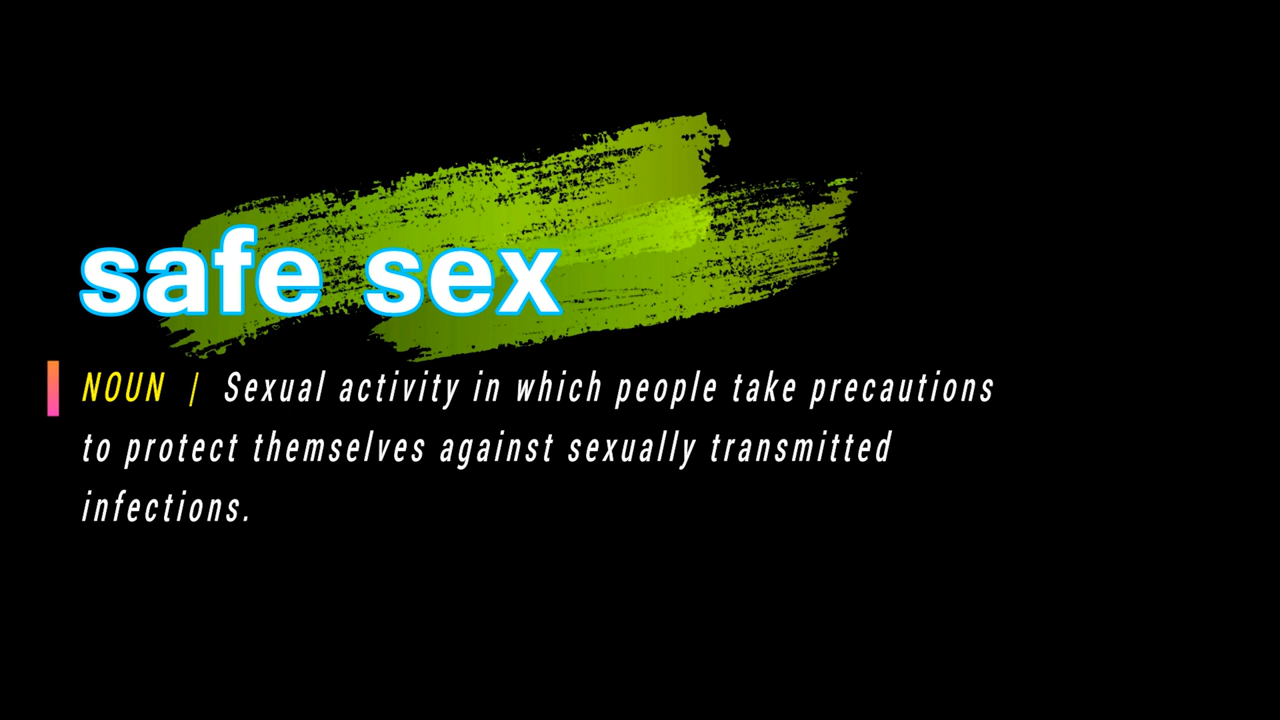 safe sex
NOUN | Sexual activity in which people take precautions
to protect themselves against sexually transmitted
infections.